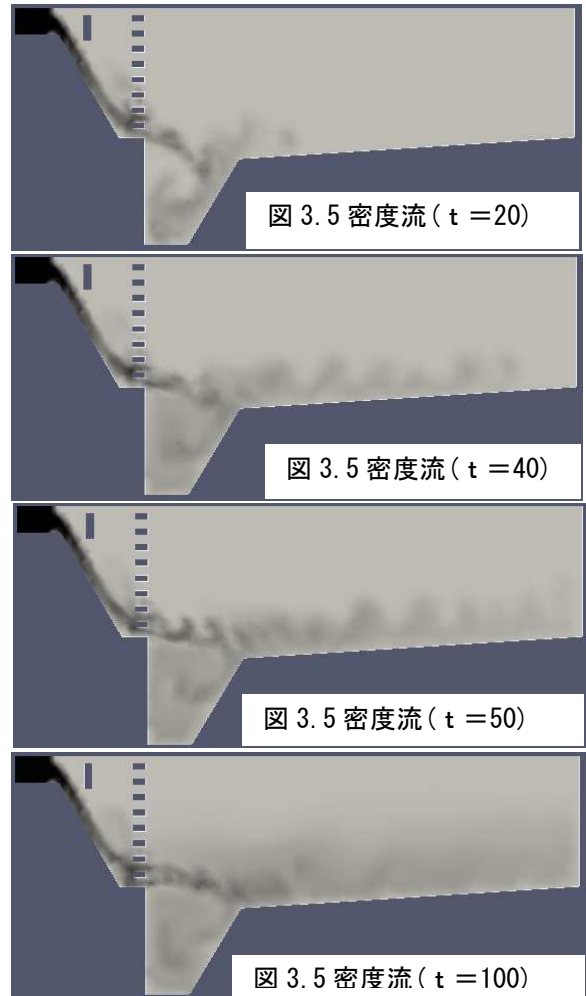 図 3.5 密度流( t =20)
図 3.5 密度流( t =40)
図 3.5 密度流( t =50)
図 3.5 密度流( t =100)